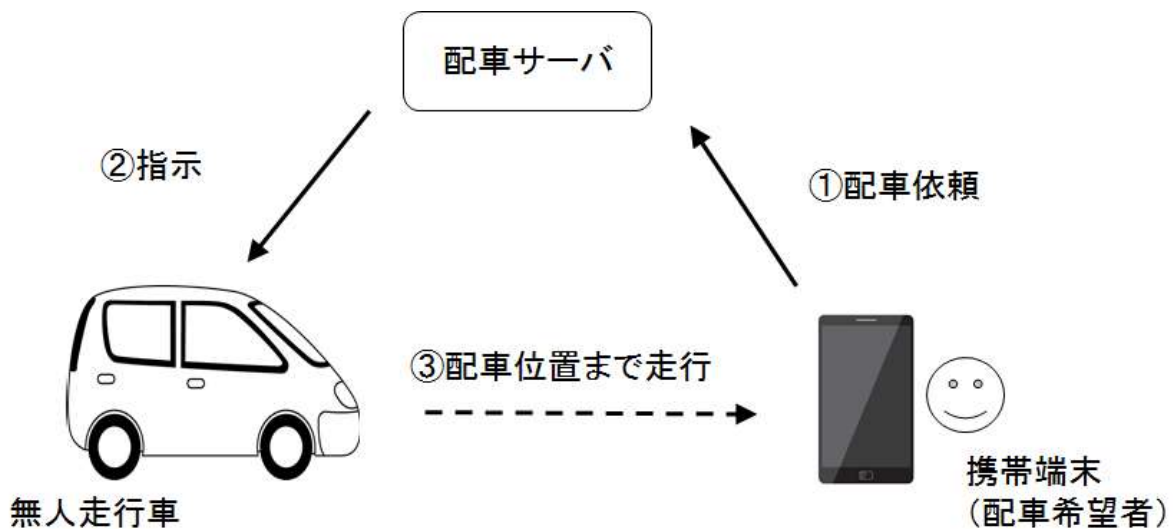 配車サーバ
②指示
①配車依頼
③配車位置まで走行
無人走行車
携帯端末
(配車希望者)